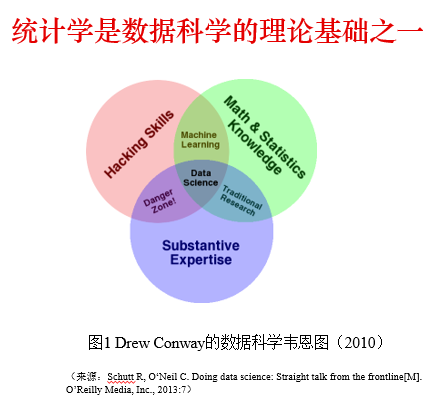 统计学是数据科学的理论基础之一
Hacking Skills
Math & Statistics
Knowledge
Machine
Learning
Data
Science
Danger
Zone!
Traditional
Research
Substantive
Expertise
图1 Drew Conway的数据科学韦恩图（2010）
（来源：Schutt R, O‘Neil C. Doing data science: Straight talk from the frontline[M].
O’Reilly Media, Inc., 2013:7）